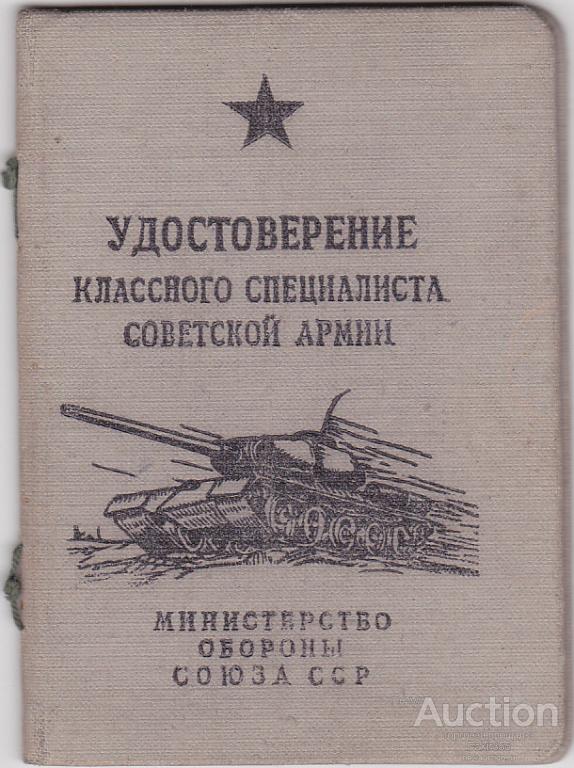 УДОСТОВЕРЕНИЕ
КЛАССНОГО СПЕЦИАЛИСТА
СОВЕТСКОЙ АРМИИ
МИНИСТЕРСТВО
ОБОРОНЫ
СОЮЗА ССР
Auction